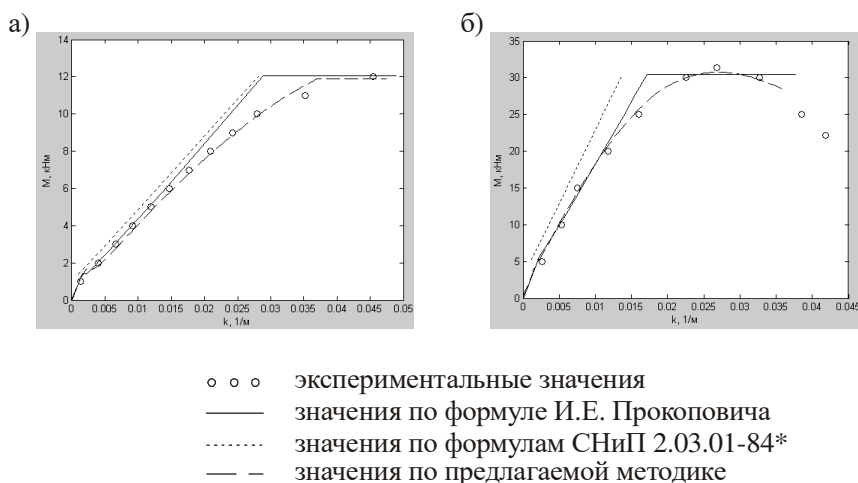 а)
б)
14
12
10
8
6
4
2
0
M, кНм
0 0.005 0.01 0.015 0.02 0.025 0.03 0.035 0.04 0.045 0.05
k, 1/м
35
30
25
20
15
10
5
0
M, кНм
0 0.005 0.01 0.015 0.02 0.025 0.03 0.035 0.04 0.045
k, 1/м
экспериментальные значения
значения по формуле И.Е. Прокоповича
значения по формулам СНиП 2.03.01-84*
значения по предлагаемой методике